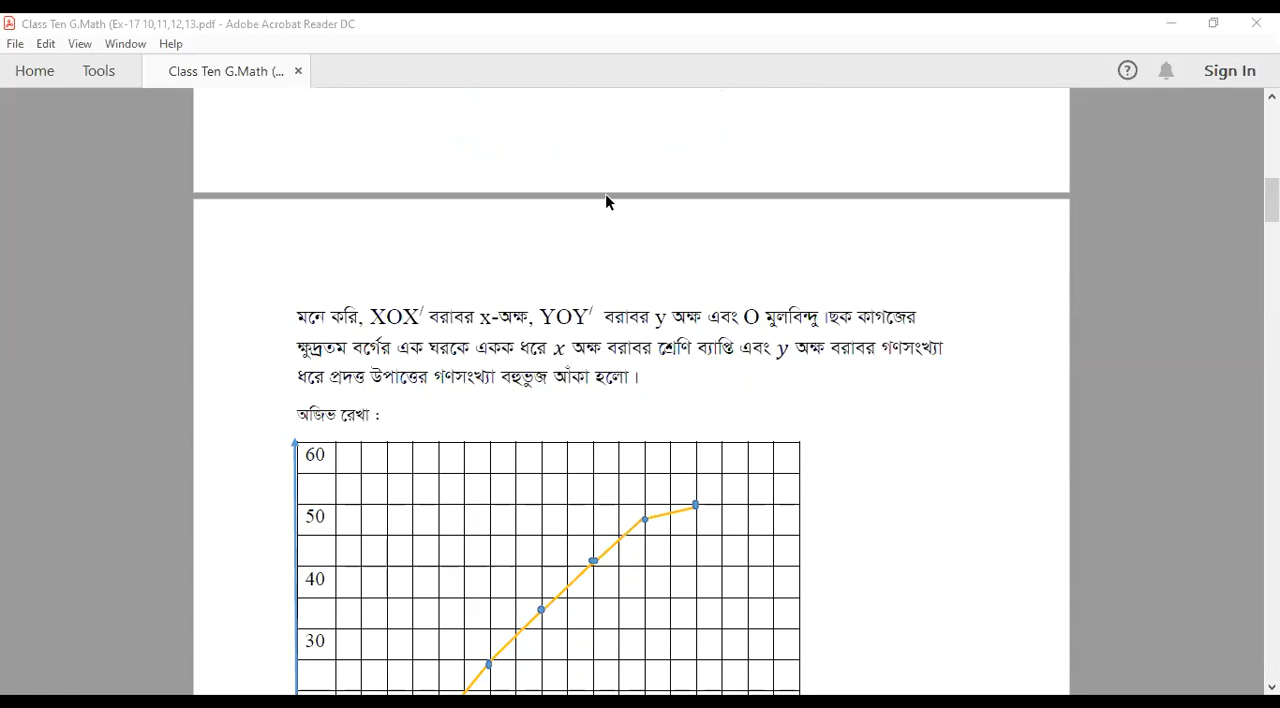 Class Ten G.Math (Ex-17 10,11,12,13.pdf - Adobe Acrobat Reader DC
File Edit View Window Help
Home Tools Class Ten G.Math (... × ? Sign In
মনে করি, XOX/ বরাবর x-অক্ষ, YOY/ বরাবর y অক্ষ এবং O মুলবিন্দু।ছক কাগজের
ক্ষুদ্রতম বর্গের এক ঘরকে একক ধরে x অক্ষ বরাবর শ্রেণি ব্যাপ্তি এবং y অক্ষ বরাবর গণসংখ্যা
ধরে প্রদত্ত উপাত্তের গণসংখ্যা বহুভুজ আঁকা হলো।
অজিভ রেখা :
60
50
40
30